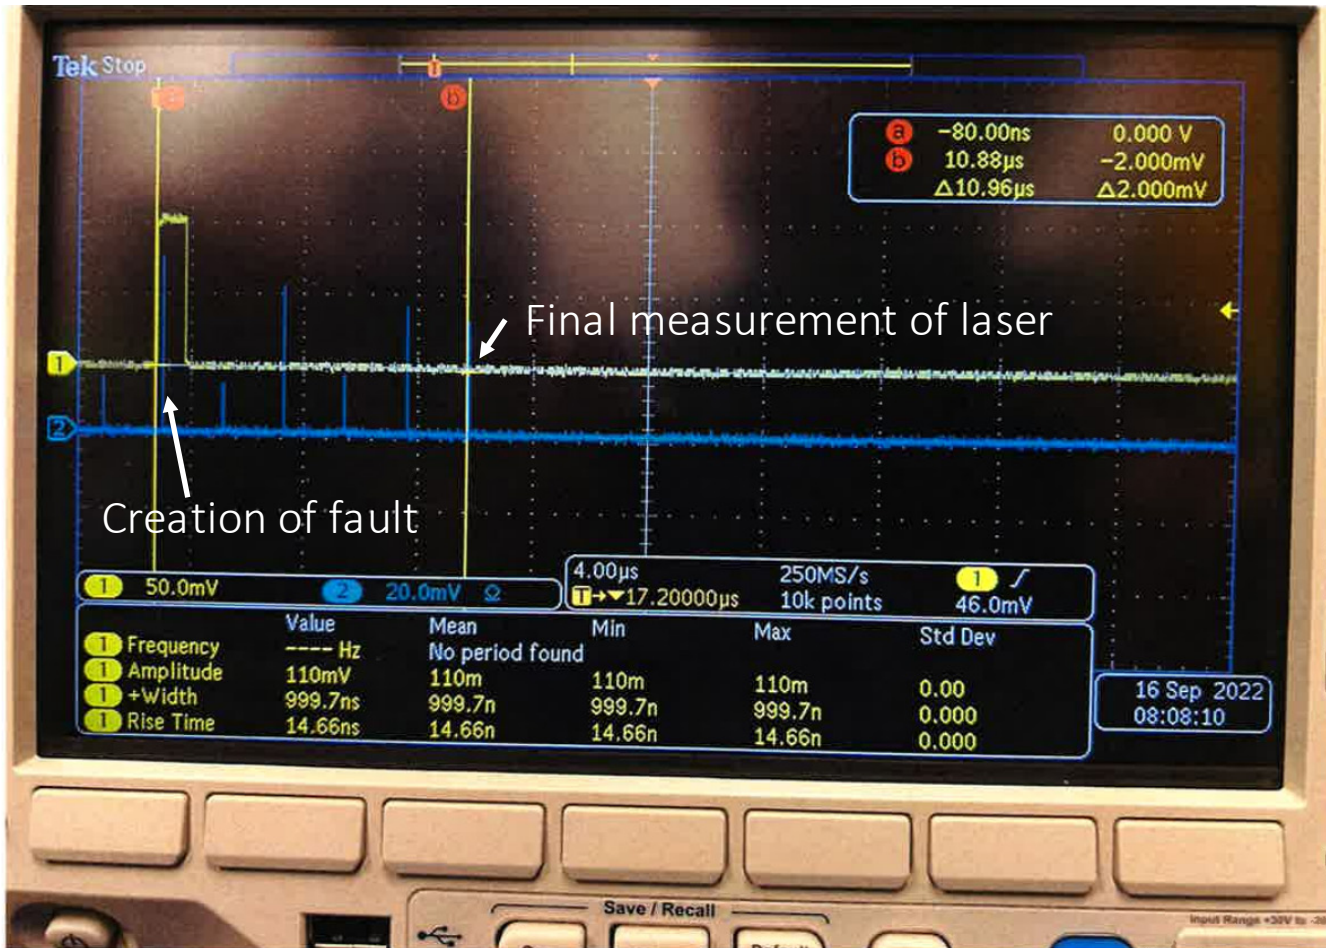 Tek Stop
a
b
a −80.00ns 0.000 V
b 10.88µs −2.000mV
Δ10.96µs Δ2.000mV
Final measurement of laser
1
2
Creation of fault
1 50.0mV 2 20.0mV Ω
4.00µs 250MS/s 1
T→▼17.20000µs 10k points 46.0mV
Value Mean Min Max Std Dev
1 Frequency ---- Hz No period found
1 Amplitude 110mV 110m 110m 110m 0.00
1 +Width 999.7ns 999.7n 999.7n 999.7n 0.000
1 Rise Time 14.66ns 14.66n 14.66n 14.66n 0.000
16 Sep 2022
08:08:10
Save / Recall
Input Range +30V to